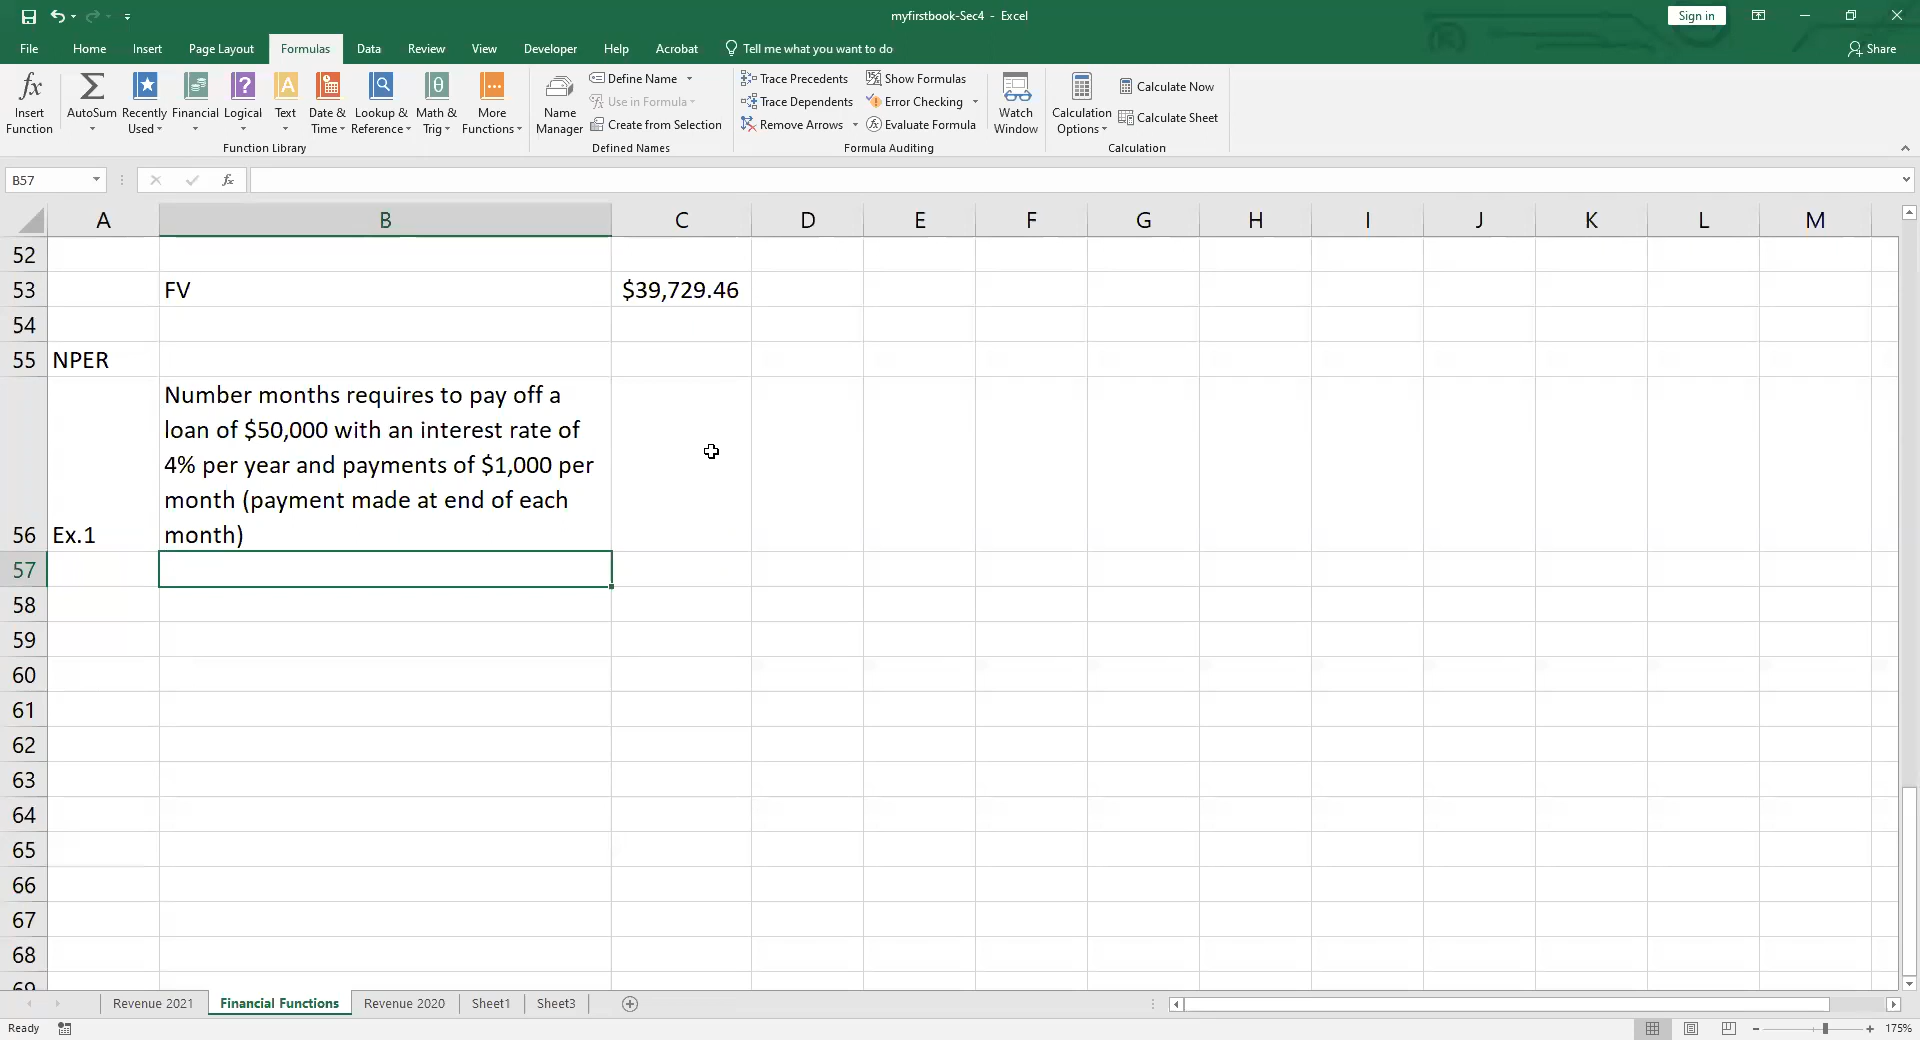 myfirstbook-Sec4 - Excel
Sign in
File Home Insert Page Layout Formulas Data Review View Developer Help Acrobat Tell me what you want to do
Share
fx Insert Function
Σ AutoSum
Recently Used
Financial
Logical
Text
Date & Time
Lookup & Reference
Math & Trig
More Functions
Function Library
Name Manager
Define Name
Use in Formula
Create from Selection
Defined Names
Trace Precedents
Trace Dependents
Remove Arrows
Show Formulas
Error Checking
Evaluate Formula
Watch Window
Formula Auditing
Calculation Options
Calculate Now
Calculate Sheet
Calculation
B57
fx
A B C D E F G H I J K L M
52
53 FV $39,729.46
54
55 NPER
Number months requires to pay off a
loan of $50,000 with an interest rate of
4% per year and payments of $1,000 per
month (payment made at end of each
56 Ex.1 month)
57
58
59
60
61
62
63
64
65
66
67
68
69
Revenue 2021 Financial Functions Revenue 2020 Sheet1 Sheet3
Ready
175%